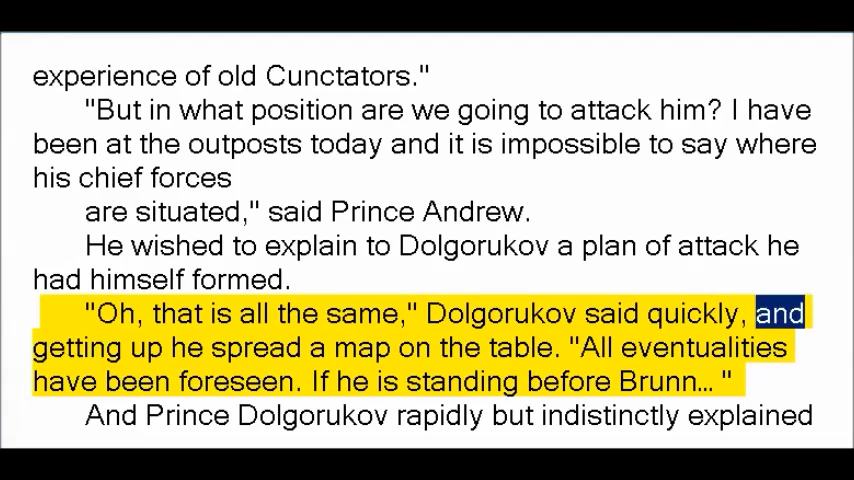 experience of old Cunctators."
"But in what position are we going to attack him? I have
been at the outposts today and it is impossible to say where
his chief forces
are situated," said Prince Andrew.
He wished to explain to Dolgorukov a plan of attack he
had himself formed.
"Oh, that is all the same," Dolgorukov said quickly, and
getting up he spread a map on the table. "All eventualities
have been foreseen. If he is standing before Brunn... "
And Prince Dolgorukov rapidly but indistinctly explained